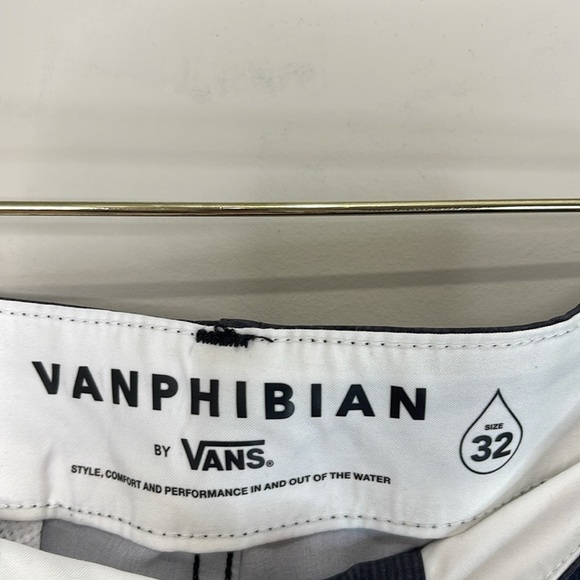 VANPHIBIAN
BY VANS®
STYLE, COMFORT AND PERFORMANCE IN AND OUT OF THE WATER
SIZE
32